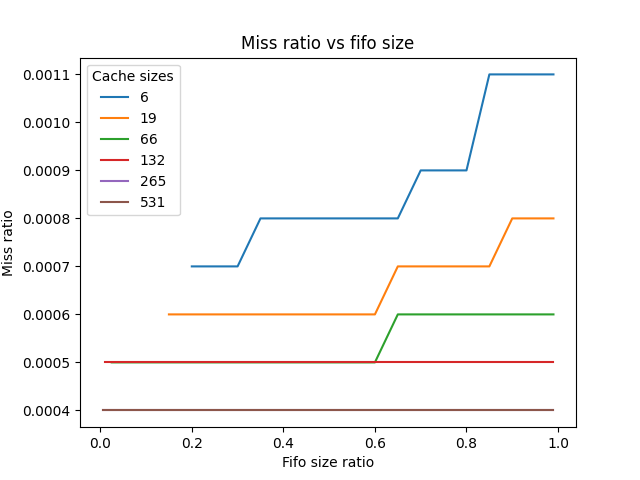 Miss ratio vs fifo size
Cache sizes
6
19
66
132
265
531
0.0011
0.0010
0.0009
0.0008
0.0007
0.0006
0.0005
0.0004
Miss ratio
0.0 0.2 0.4 0.6 0.8 1.0
Fifo size ratio